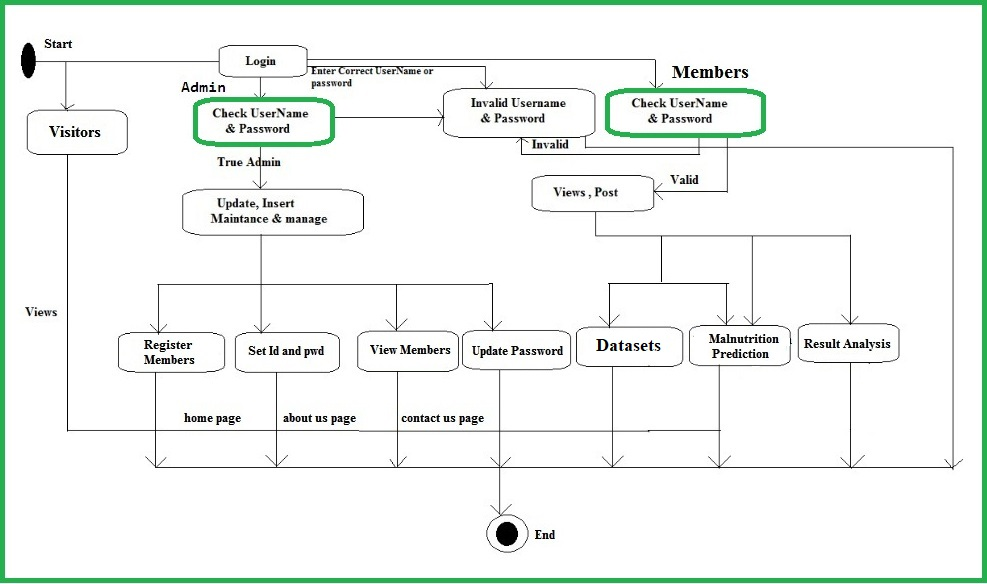 Start
Login
Enter Correct UserName or
password
Members
Admin
Visitors
Check UserName
& Password
Invalid Username
& Password
Check UserName
& Password
Invalid
True Admin
Valid
Update, Insert
Maintance & manage
Views , Post
Views
Register
Members
Set Id and pwd
View Members
Update Password
Datasets
Malnutrition
Prediction
Result Analysis
home page
about us page
contact us page
End